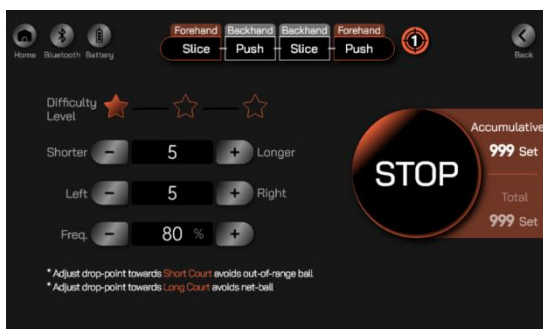 Forehand Backhand Backhand Forehand
Slice Push Slice Push
1
Home Bluetooth Battery
Back
Difficulty
Level
Shorter - 5 + Longer
Left - 5 + Right
Freq. - 80 % +
STOP
Accumulative
999 Set
Total
999 Set
* Adjust drop-point towards Short Court avoids out-of-range ball
* Adjust drop-point towards Long Court avoids net-ball